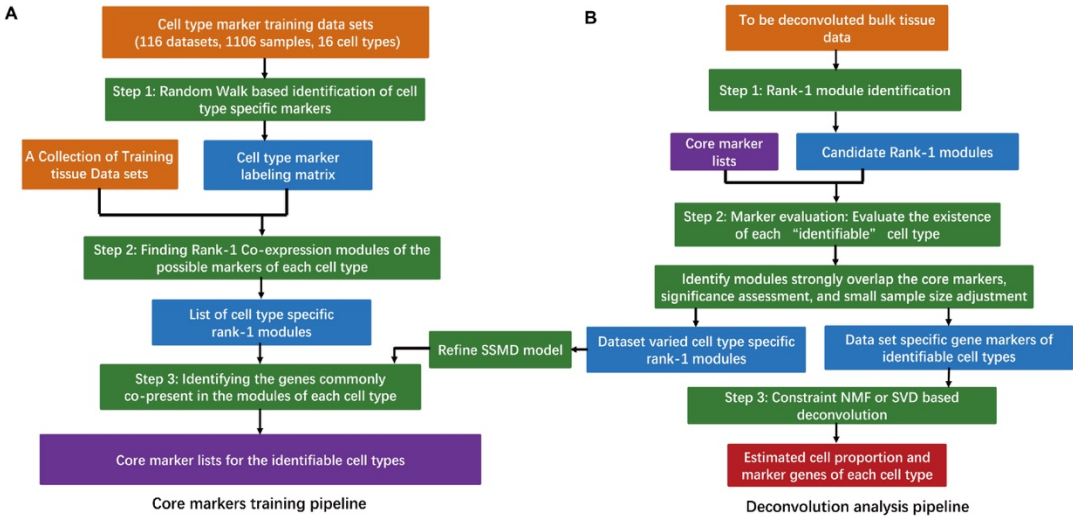 A
Cell type marker training data sets
(116 datasets, 1106 samples, 16 cell types)
Step 1: Random Walk based identification of cell
type specific markers
A Collection of Training
tissue Data sets
Cell type marker
labeling matrix
Step 2: Finding Rank-1 Co-expression modules of the
possible markers of each cell type
List of cell type specific
rank-1 modules
Step 3: Identifying the genes commonly
co-present in the modules of each cell type
Core marker lists for the identifiable cell types
Core markers training pipeline
Refine SSMD model
B
To be deconvoluted bulk tissue
data
Step 1: Rank-1 module identification
Core marker
lists
Candidate Rank-1 modules
Step 2: Marker evaluation: Evaluate the existence
of each “identifiable” cell type
Identify modules strongly overlap the core markers,
significance assessment, and small sample size adjustment
Dataset varied cell type specific
rank-1 modules
Data set specific gene markers of
identifiable cell types
Step 3: Constraint NMF or SVD based
deconvolution
Estimated cell proportion and
marker genes of each cell type
Deconvolution analysis pipeline